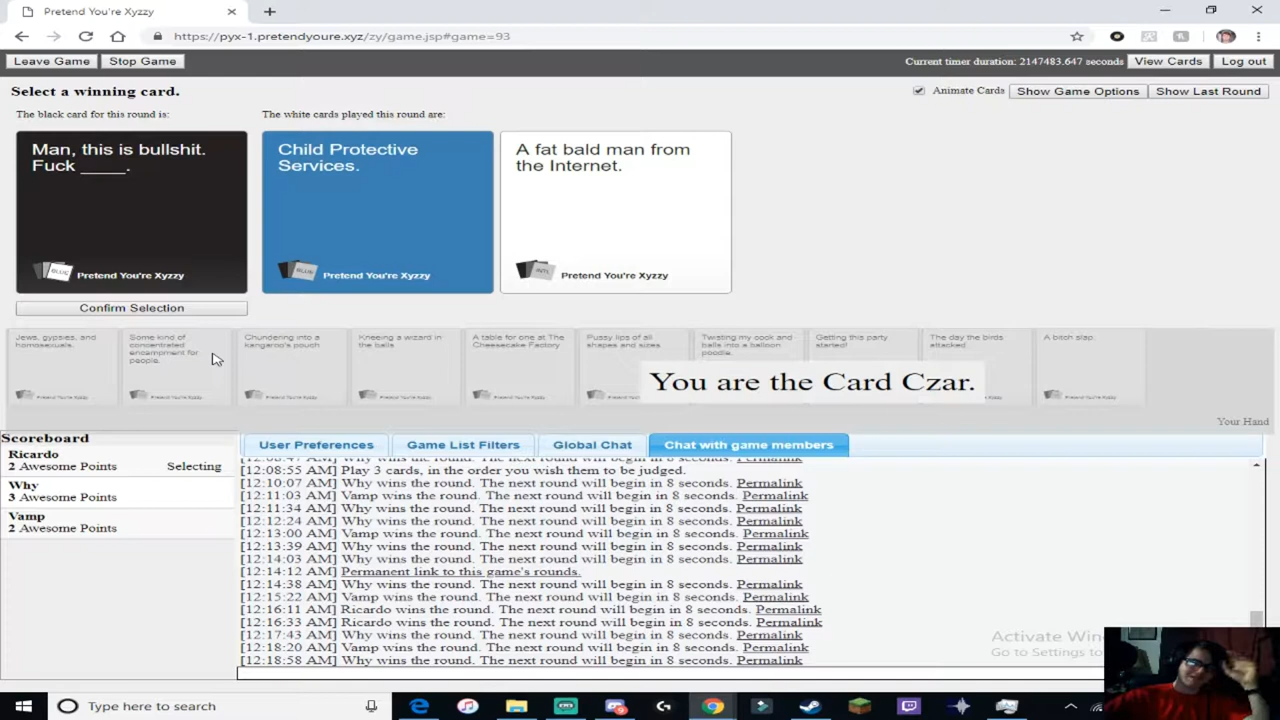 Pretend You're Xyzzy
https://pyx-1.pretendyoure.xyz/zy/game.jsp#game=93
Leave Game
Stop Game
Current timer duration: 2147483.647 seconds
View Cards
Log out
Select a winning card.
Animate Cards
Show Game Options
Show Last Round
The black card for this round is:
The white cards played this round are:
Man, this is bullshit.
Fuck _____.
Pretend You're Xyzzy
Child Protective
Services.
Pretend You're Xyzzy
A fat bald man from
the Internet.
Pretend You're Xyzzy
Confirm Selection
Jews, gypsies, and
homosexuals.
Some kind of
concentrated
encampment for
people.
Chundering into a
kangaroo's pouch
Kneeing a wizard in
the balls.
A table for one at The
Cheesecake Factory
Pussy lips of all
shapes and sizes.
Twisting my cock and
balls into a balloon
poodle.
Getting this party
started!
The day the birds
attacked
A bitch slap.
You are the Card Czar.
Your Hand
Scoreboard
Ricardo
2 Awesome Points
Selecting
Why
3 Awesome Points
Vamp
2 Awesome Points
User Preferences
Game List Filters
Global Chat
Chat with game members
[12:08:55 AM] Play 3 cards, in the order you wish them to be judged.
[12:10:07 AM] Why wins the round. The next round will begin in 8 seconds. Permalink
[12:11:03 AM] Vamp wins the round. The next round will begin in 8 seconds. Permalink
[12:11:34 AM] Why wins the round. The next round will begin in 8 seconds. Permalink
[12:12:24 AM] Why wins the round. The next round will begin in 8 seconds. Permalink
[12:13:00 AM] Vamp wins the round. The next round will begin in 8 seconds. Permalink
[12:13:39 AM] Why wins the round. The next round will begin in 8 seconds. Permalink
[12:14:03 AM] Why wins the round. The next round will begin in 8 seconds. Permalink
[12:14:12 AM] Permanent link to this game's rounds.
[12:14:38 AM] Why wins the round. The next round will begin in 8 seconds. Permalink
[12:15:22 AM] Vamp wins the round. The next round will begin in 8 seconds. Permalink
[12:16:11 AM] Ricardo wins the round. The next round will begin in 8 seconds. Permalink
[12:16:33 AM] Ricardo wins the round. The next round will begin in 8 seconds. Permalink
[12:17:43 AM] Why wins the round. The next round will begin in 8 seconds. Permalink
[12:18:20 AM] Vamp wins the round. The next round will begin in 8 seconds. Permalink
[12:18:58 AM] Why wins the round. The next round will begin in 8 seconds. Permalink
Activate Win
Go to Settings to
Type here to search